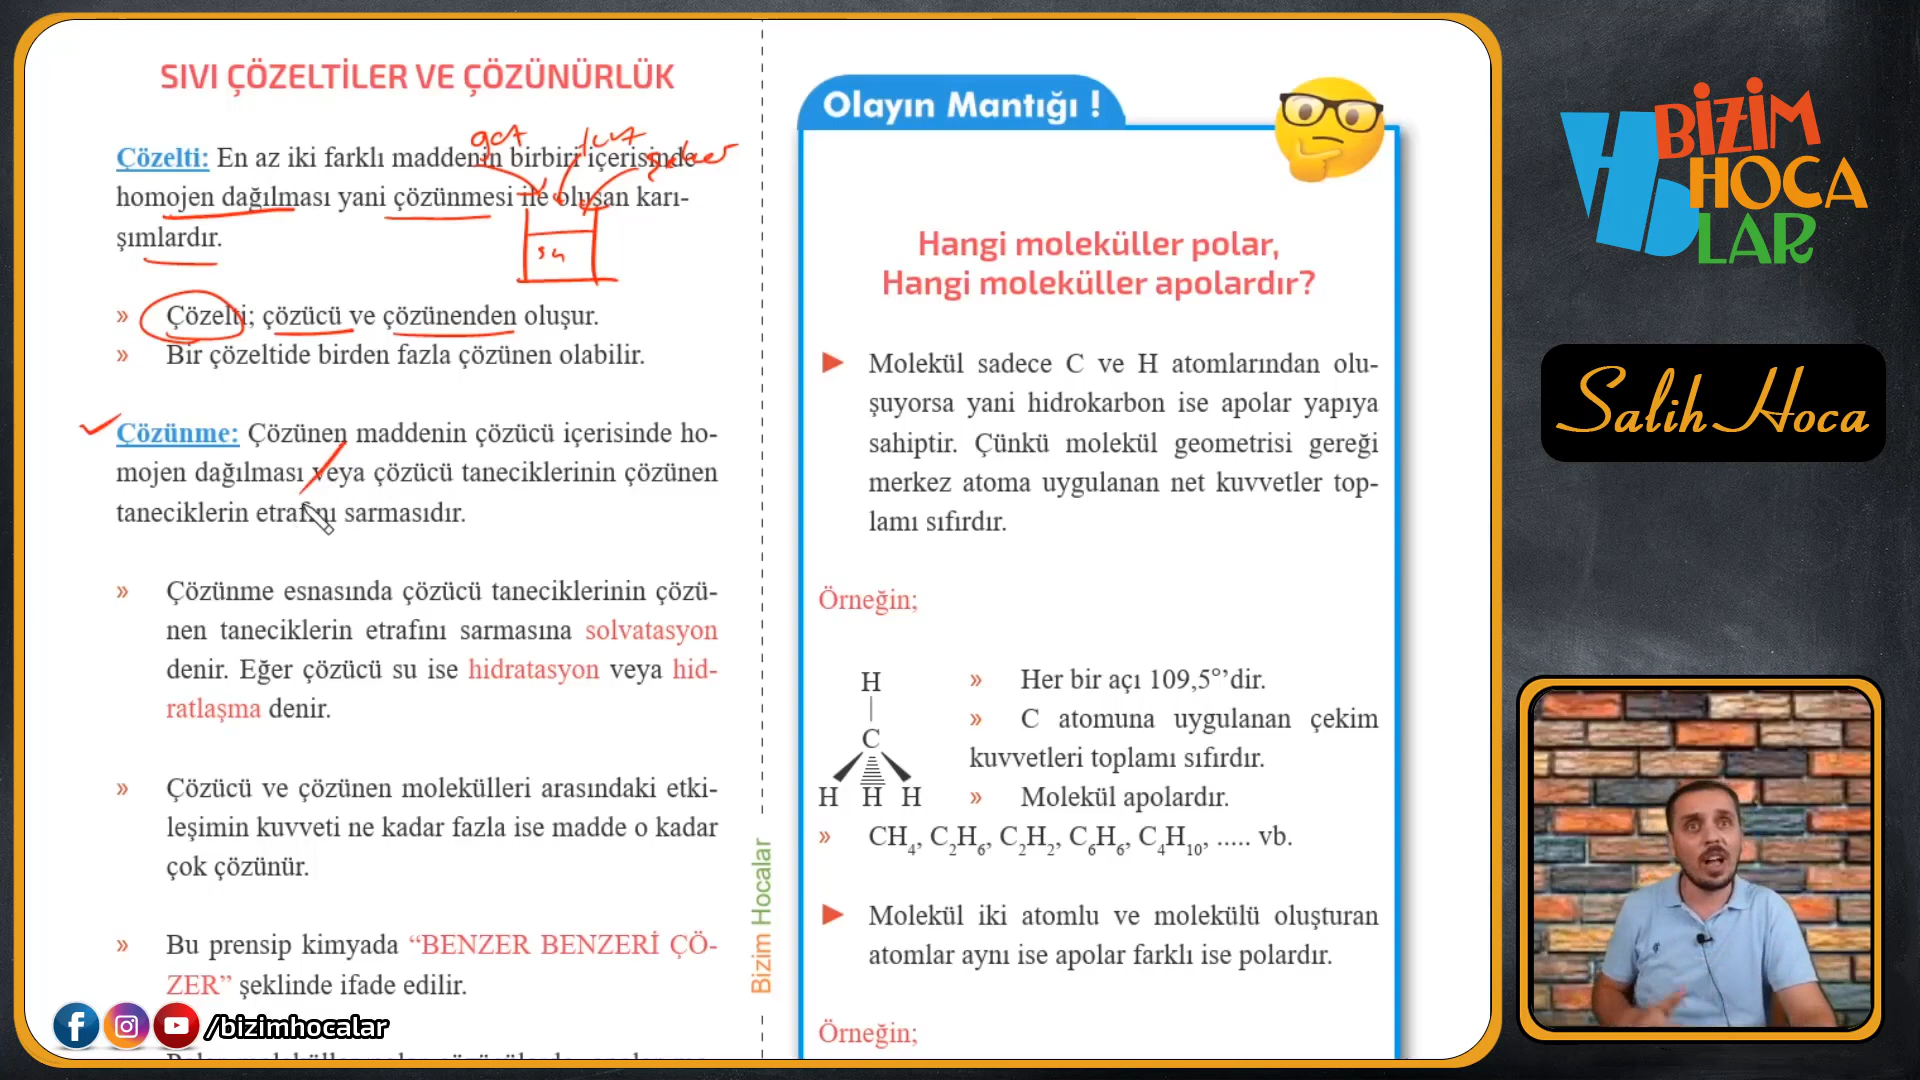 SIVI ÇÖZELTİLER VE ÇÖZÜNÜRLÜK
Çözelti: En az iki farklı maddenin birbiri içerisinde
homojen dağılması yani çözünmesi ile oluşan karı-
şımlardır.
su
» Çözelti; çözücü ve çözünenden oluşur.
» Bir çözeltide birden fazla çözünen olabilir.
Çözünme: Çözünen maddenin çözücü içerisinde ho-
mojen dağılması veya çözücü taneciklerinin çözünen
taneciklerin etrafını sarmasıdır.
» Çözünme esnasında çözücü taneciklerinin çözü-
nen taneciklerin etrafını sarmasına solvatasyon
denir. Eğer çözücü su ise hidratasyon veya hid-
ratlaşma denir.
» Çözücü ve çözünen molekülleri arasındaki etki-
leşimin kuvveti ne kadar fazla ise madde o kadar
çok çözünür.
» Bu prensip kimyada “BENZER BENZERİ ÇÖ-
ZER” şeklinde ifade edilir.
/bizimhocalar
Bizim Hocalar
Olayın Mantığı !
Hangi moleküller polar,
Hangi moleküller apolardır?
Molekül sadece C ve H atomlarından olu-
şuyorsa yani hidrokarbon ise apolar yapıya
sahiptir. Çünkü molekül geometrisi gereği
merkez atoma uygulanan net kuvvetler top-
lamı sıfırdır.
Örneğin;
H
C
H H H
» Her bir açı 109,5°’dir.
» C atomuna uygulanan çekim
kuvvetleri toplamı sıfırdır.
» Molekül apolardır.
» CH4, C2H6, C2H2, C6H6, C4H10, ..... vb.
Molekül iki atomlu ve molekülü oluşturan
atomlar aynı ise apolar farklı ise polardır.
Örneğin;
BİZİM
HOCA
LAR
Salih Hoca